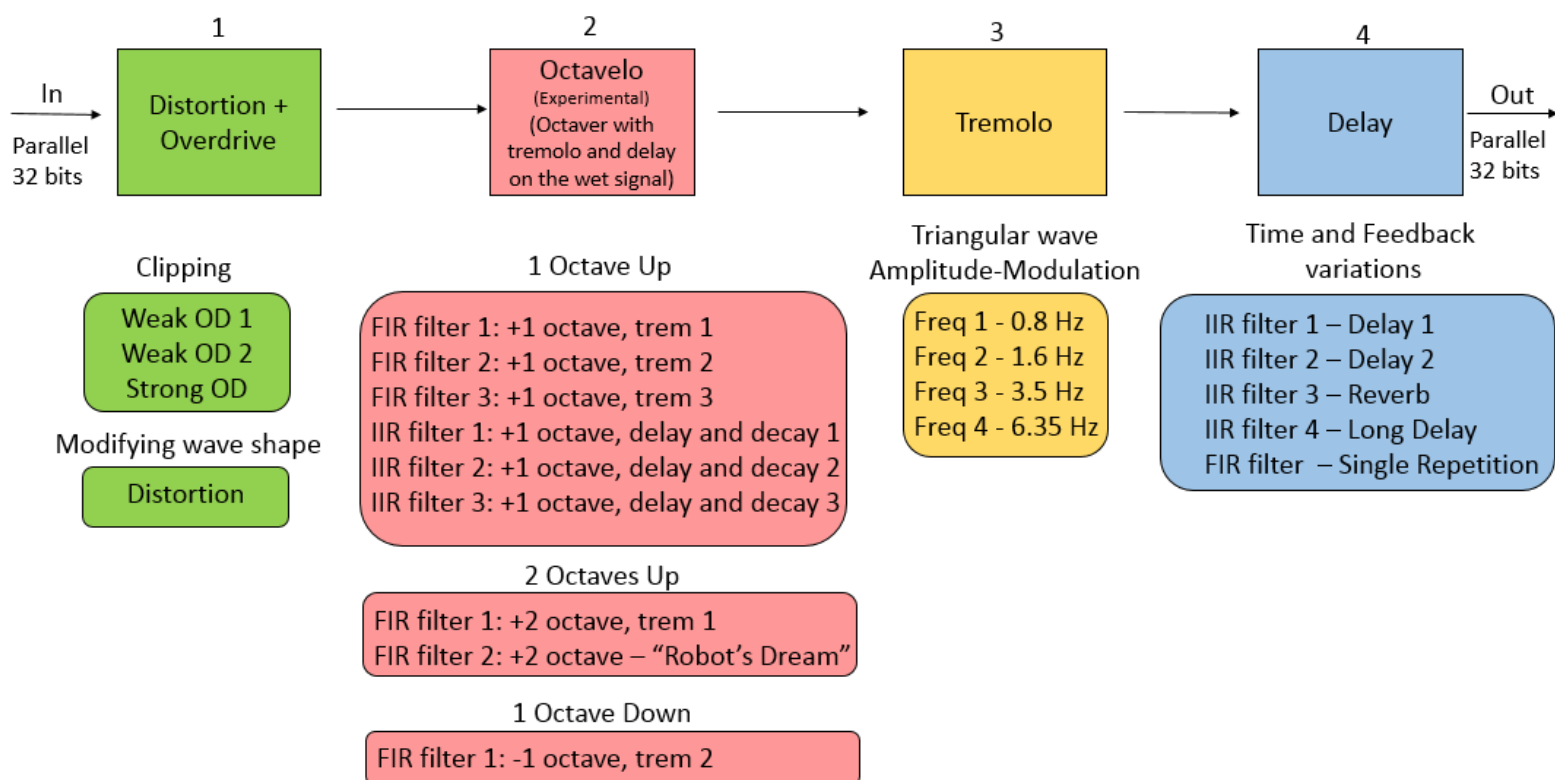 1
2
3
4
In
Parallel
32 bits
Distortion +
Overdrive
Octavelo
(Experimental)
(Octaver with
tremolo and delay
on the wet signal)
Tremolo
Delay
Out
Parallel
32 bits
Clipping
Weak OD 1
Weak OD 2
Strong OD
Modifying wave shape
Distortion
1 Octave Up
FIR filter 1: +1 octave, trem 1
FIR filter 2: +1 octave, trem 2
FIR filter 3: +1 octave, trem 3
IIR filter 1: +1 octave, delay and decay 1
IIR filter 2: +1 octave, delay and decay 2
IIR filter 3: +1 octave, delay and decay 3
2 Octaves Up
FIR filter 1: +2 octave, trem 1
FIR filter 2: +2 octave – “Robot’s Dream”
1 Octave Down
FIR filter 1: -1 octave, trem 2
Triangular wave
Amplitude-Modulation
Freq 1 - 0.8 Hz
Freq 2 - 1.6 Hz
Freq 3 - 3.5 Hz
Freq 4 - 6.35 Hz
Time and Feedback
variations
IIR filter 1 – Delay 1
IIR filter 2 – Delay 2
IIR filter 3 – Reverb
IIR filter 4 – Long Delay
FIR filter – Single Repetition